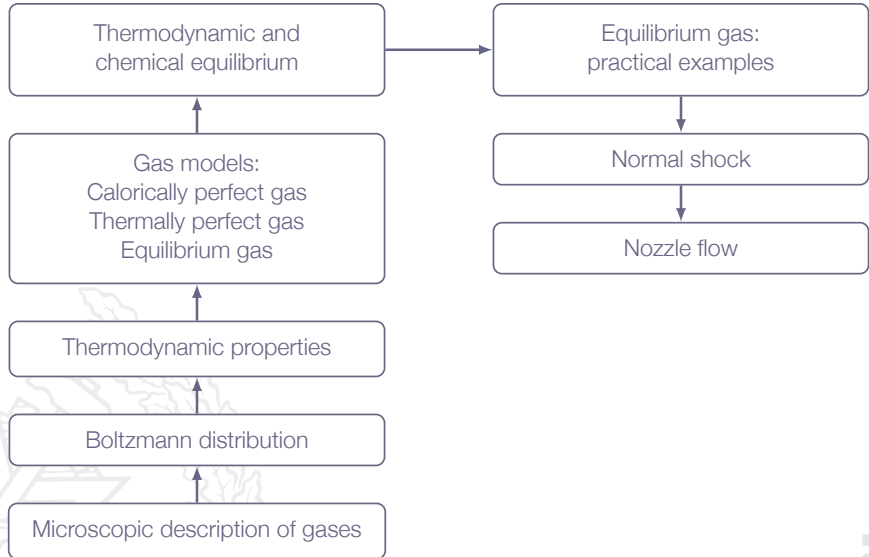 Thermodynamic and
chemical equilibrium
Gas models:
Calorically perfect gas
Thermally perfect gas
Equilibrium gas
Thermodynamic properties
Boltzmann distribution
Microscopic description of gases
Equilibrium gas:
practical examples
Normal shock
Nozzle flow